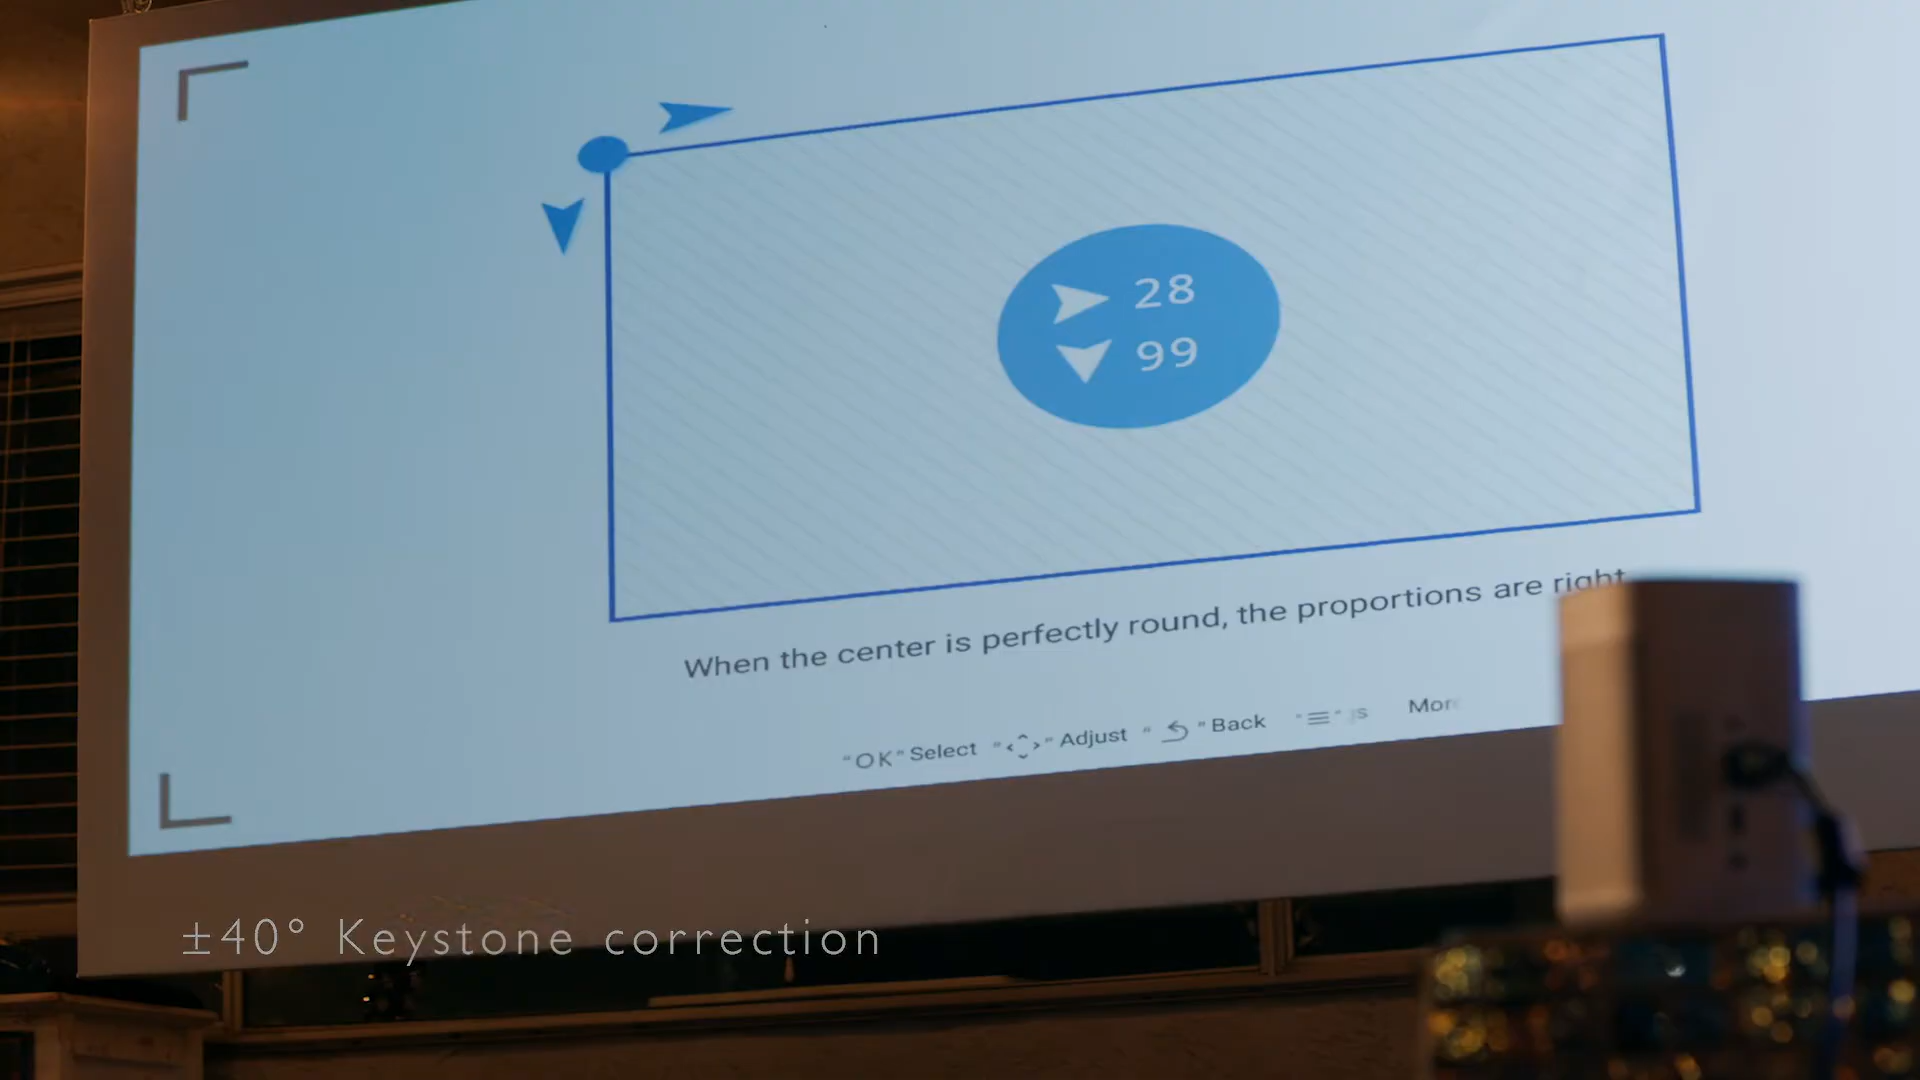 28
99
When the center is perfectly round, the proportions are right
"OK" Select "‹ ›" Adjust " " Back " "
±40° Keystone correction